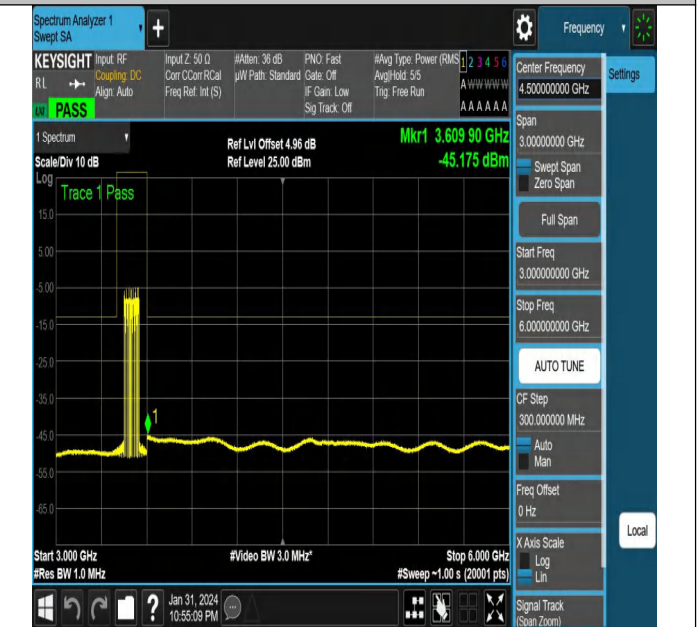 Spectrum Analyzer 1
Swept SA
+
Frequency
KEYSIGHT
RL
PASS
Input: RF
Coupling: DC
Align: Auto
Input Z: 50 Ω
Corr CCorr RCal
Freq Ref: Int (S)
#Atten: 36 dB
µW Path: Standard
PNO: Fast
Gate: Off
IF Gain: Low
Sig Track: Off
#Avg Type: Power (RMS
Avg|Hold: 5/5
Trig: Free Run
1 2 3 4 5 6
A W W W W W
A A A A A A
1 Spectrum
Scale/Div 10 dB
Ref Lvl Offset 4.96 dB
Ref Level 25.00 dBm
Mkr1 3.609 90 GHz
-45.175 dBm
Log
Trace 1 Pass
15.0
5.00
-5.00
-15.0
-25.0
-35.0
-45.0
-55.0
-65.0
1
Start 3.000 GHz
#Res BW 1.0 MHz
#Video BW 3.0 MHz*
Stop 6.000 GHz
#Sweep ~1.00 s (20001 pts)
?
Jan 31, 2024
10:55:09 PM
Center Frequency
4.500000000 GHz
Settings
Span
3.00000000 GHz
Swept Span
Zero Span
Full Span
Start Freq
3.000000000 GHz
Stop Freq
6.000000000 GHz
AUTO TUNE
CF Step
300.000000 MHz
Auto
Man
Freq Offset
0 Hz
X Axis Scale
Log
Lin
Local
Signal Track
(Span Zoom)